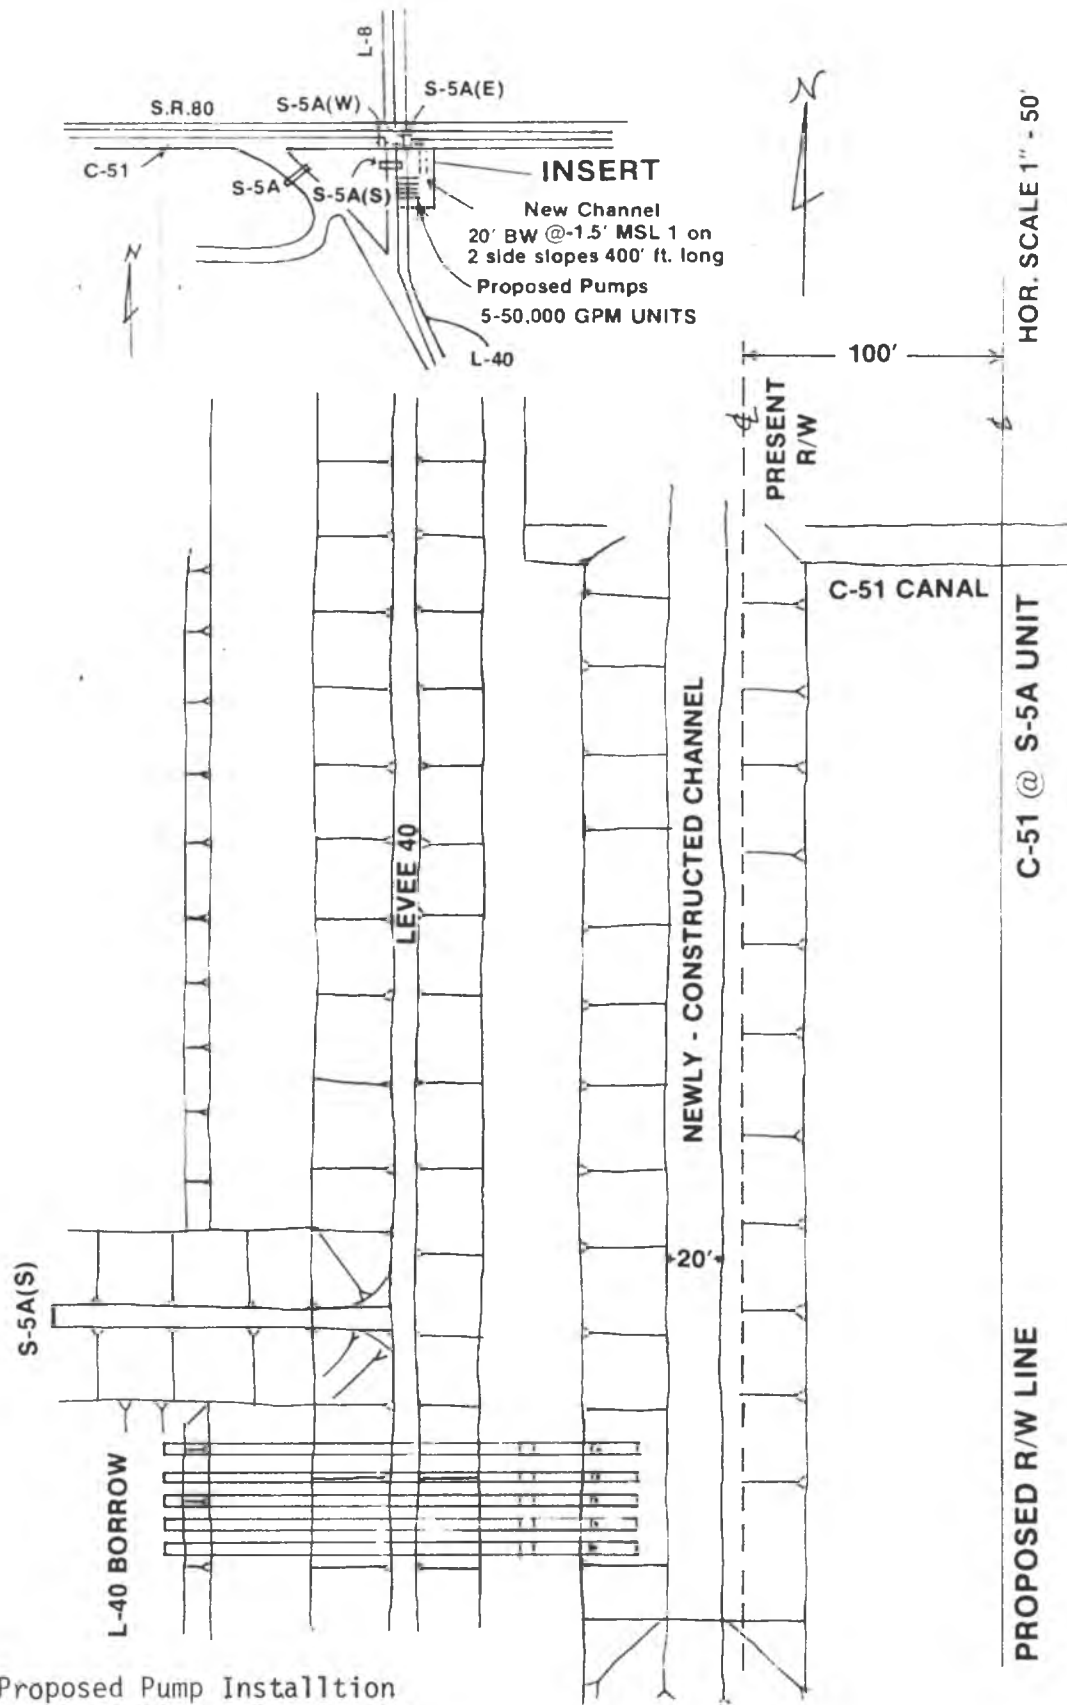 L-8
S.R.80
S-5A(W)
S-5A(E)
C-51
S-5A
S-5A(S)
INSERT
New Channel
20' BW @-1.5' MSL 1 on
2 side slopes 400' ft. long
Proposed Pumps
5-50,000 GPM UNITS
L-40
N
N
HOR. SCALE 1" - 50'
100'
PRESENT
R/W
C-51 CANAL
C-51 @ S-5A UNIT
LEVEE 40
NEWLY - CONSTRUCTED CHANNEL
20'
S-5A(S)
L-40 BORROW
PROPOSED R/W LINE
Proposed Pump Installtion